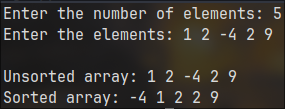 Enter the number of elements: 5
Enter the elements: 1 2 -4 2 9
Unsorted array: 1 2 -4 2 9
Sorted array: -4 1 2 2 9